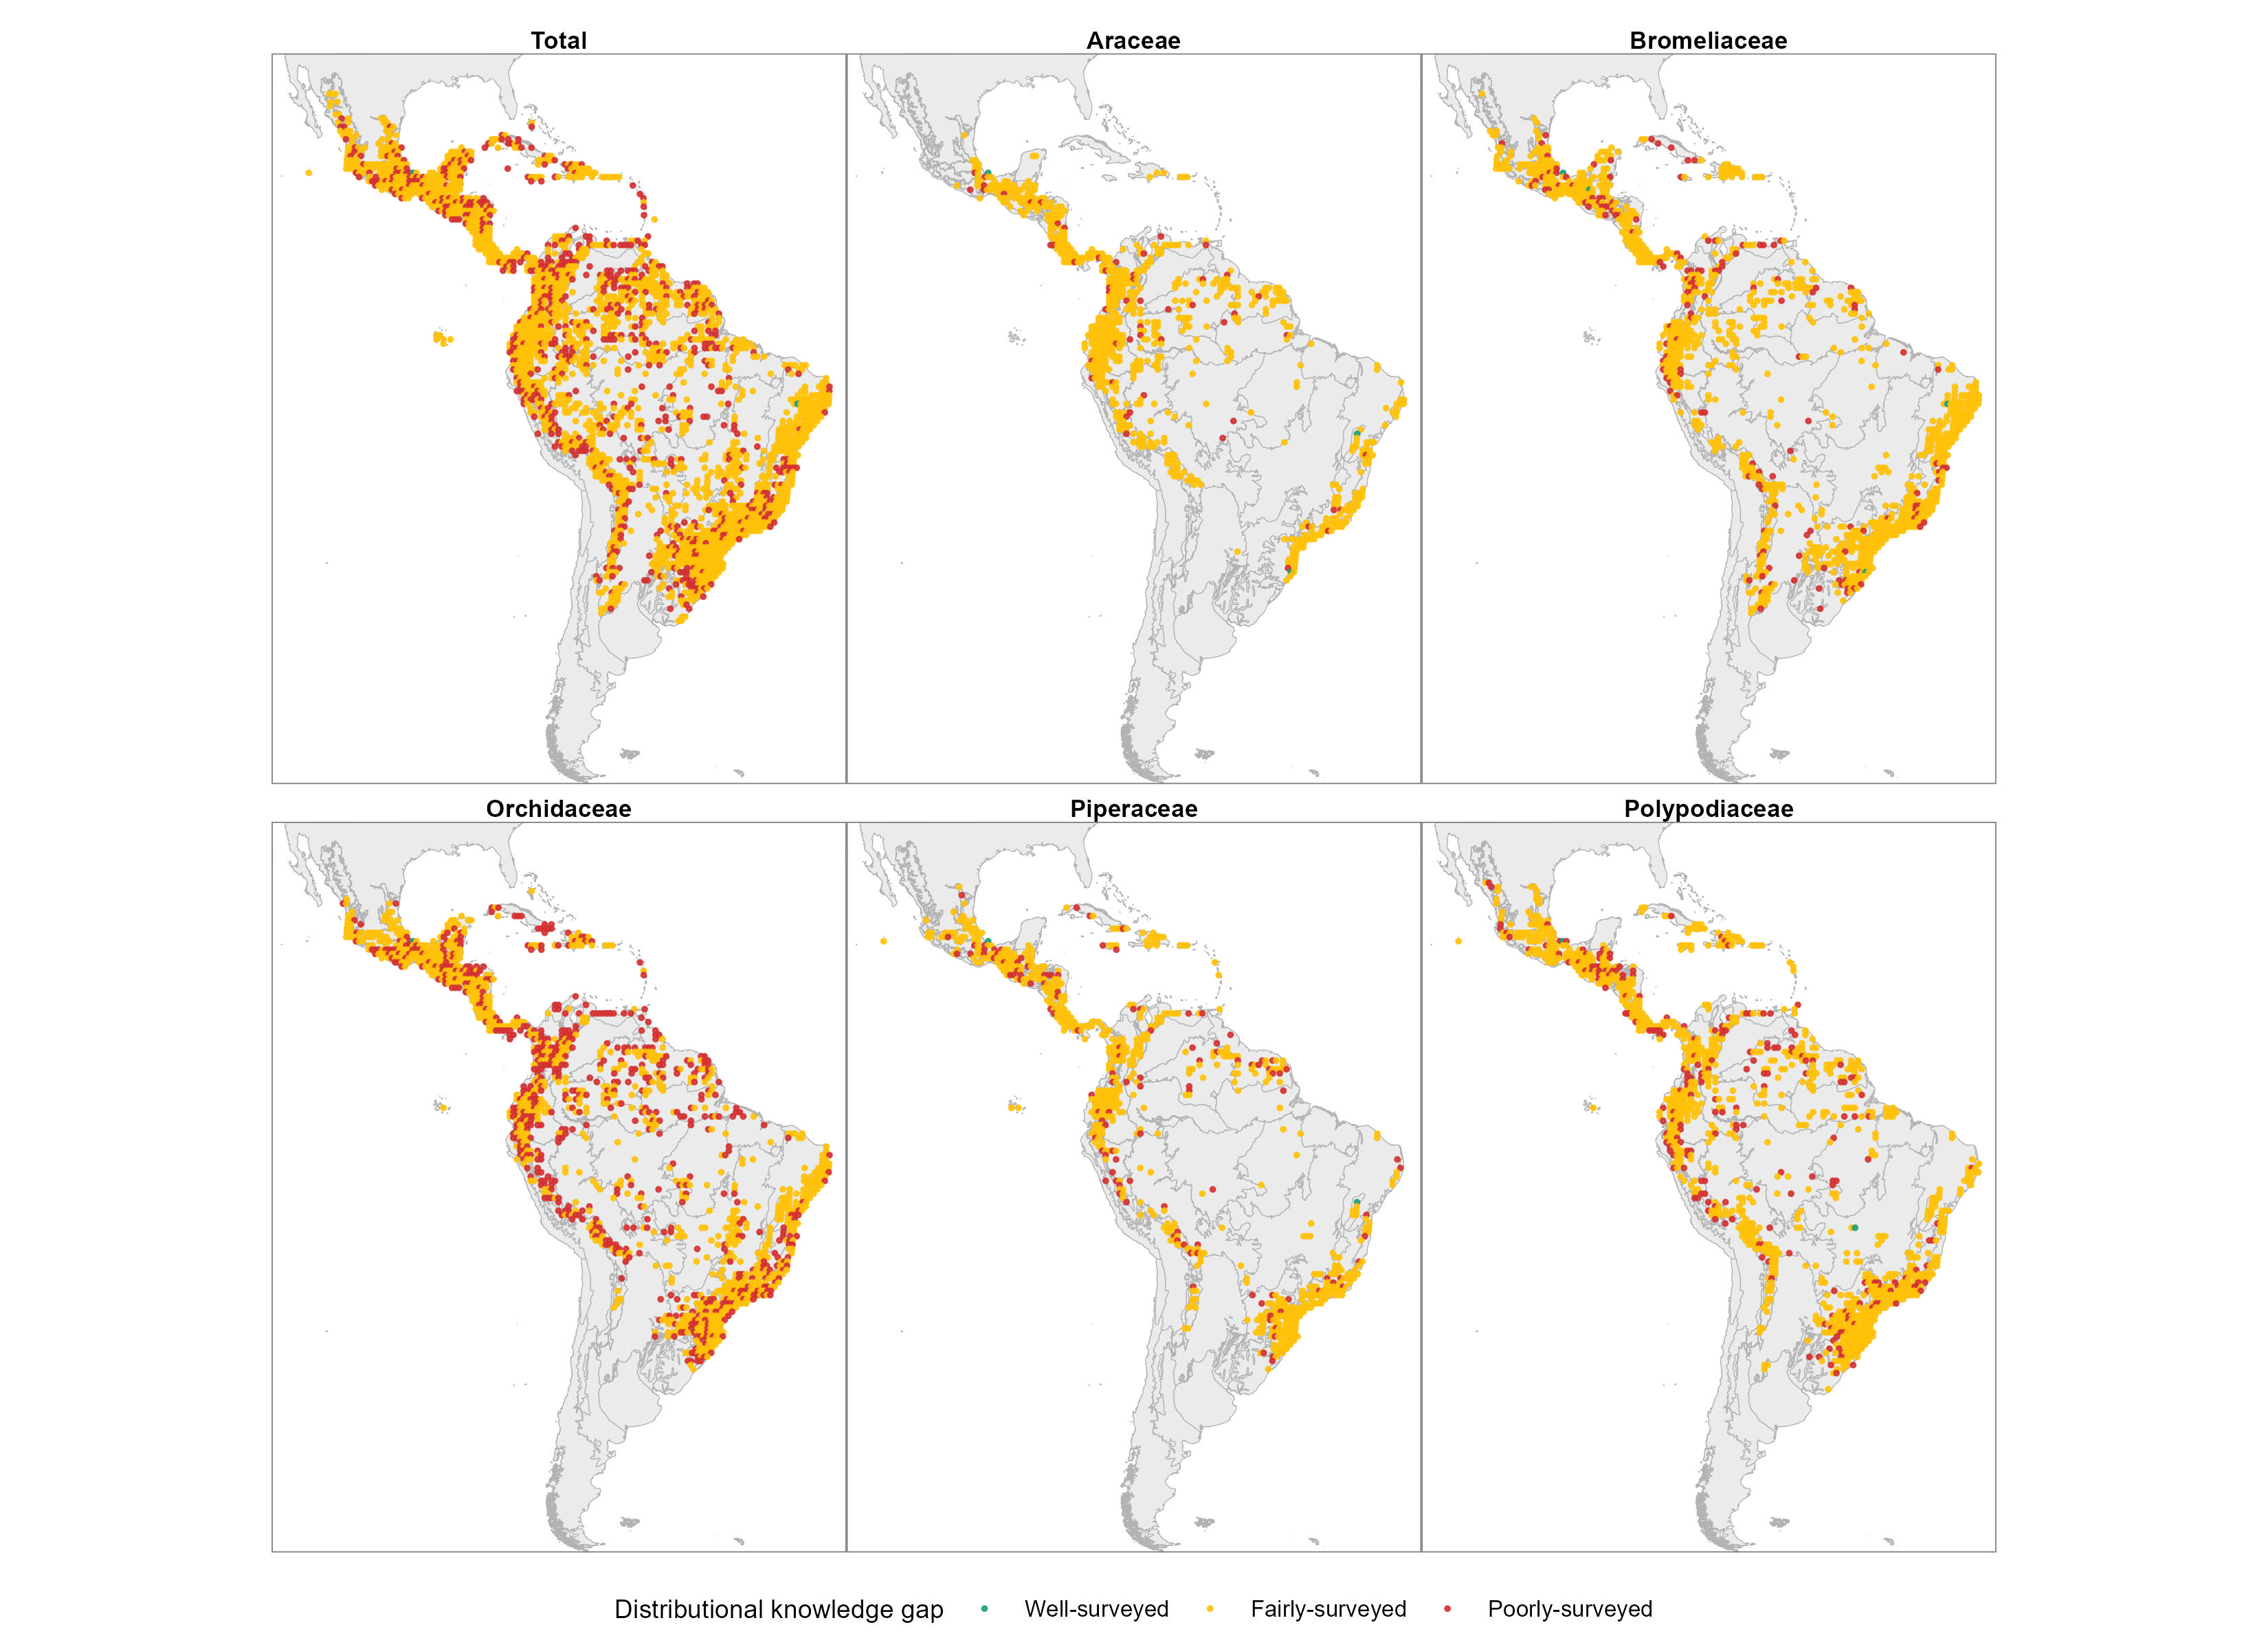 Total
Araceae
Bromeliaceae
Orchidaceae
Piperaceae
Polypodiaceae
Distributional knowledge gap Well-surveyed Fairly-surveyed Poorly-surveyed